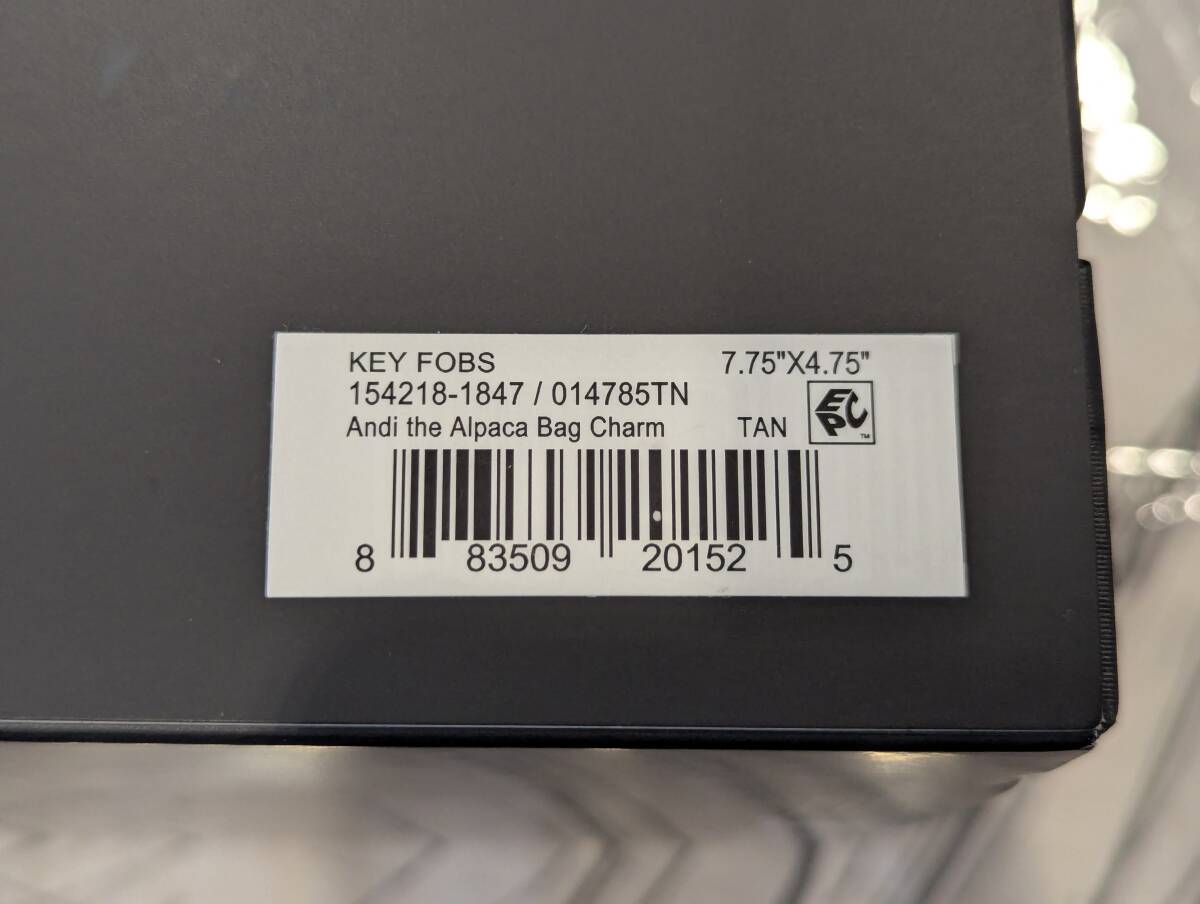 KEY FOBS 7.75"X4.75"
154218-1847 / 014785TN
Andi the Alpaca Bag Charm TAN
EPC™
8 83509 20152 5